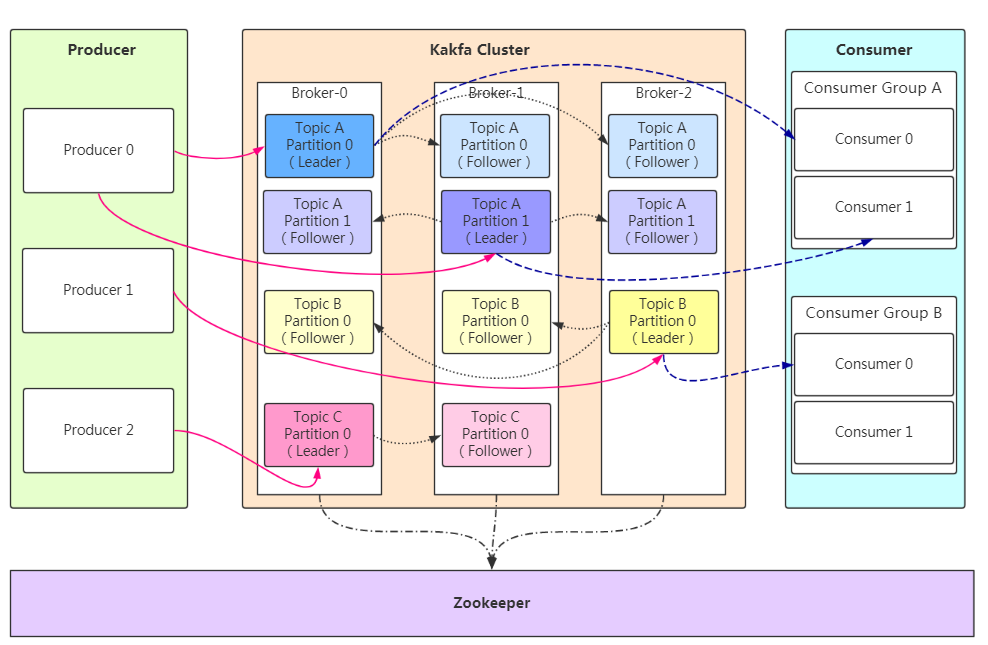 Producer
Producer 0
Producer 1
Producer 2
Kakfa Cluster
Broker-0
Topic A
Partition 0
( Leader )
Topic A
Partition 1
( Follower )
Topic B
Partition 0
( Follower )
Topic C
Partition 0
( Leader )
Broker-1
Topic A
Partition 0
( Follower )
Topic A
Partition 1
( Leader )
Topic B
Partition 0
( Follower )
Topic C
Partition 0
( Follower )
Broker-2
Topic A
Partition 0
( Follower )
Topic A
Partition 1
( Follower )
Topic B
Partition 0
( Leader )
Consumer
Consumer Group A
Consumer 0
Consumer 1
Consumer Group B
Consumer 0
Consumer 1
Zookeeper